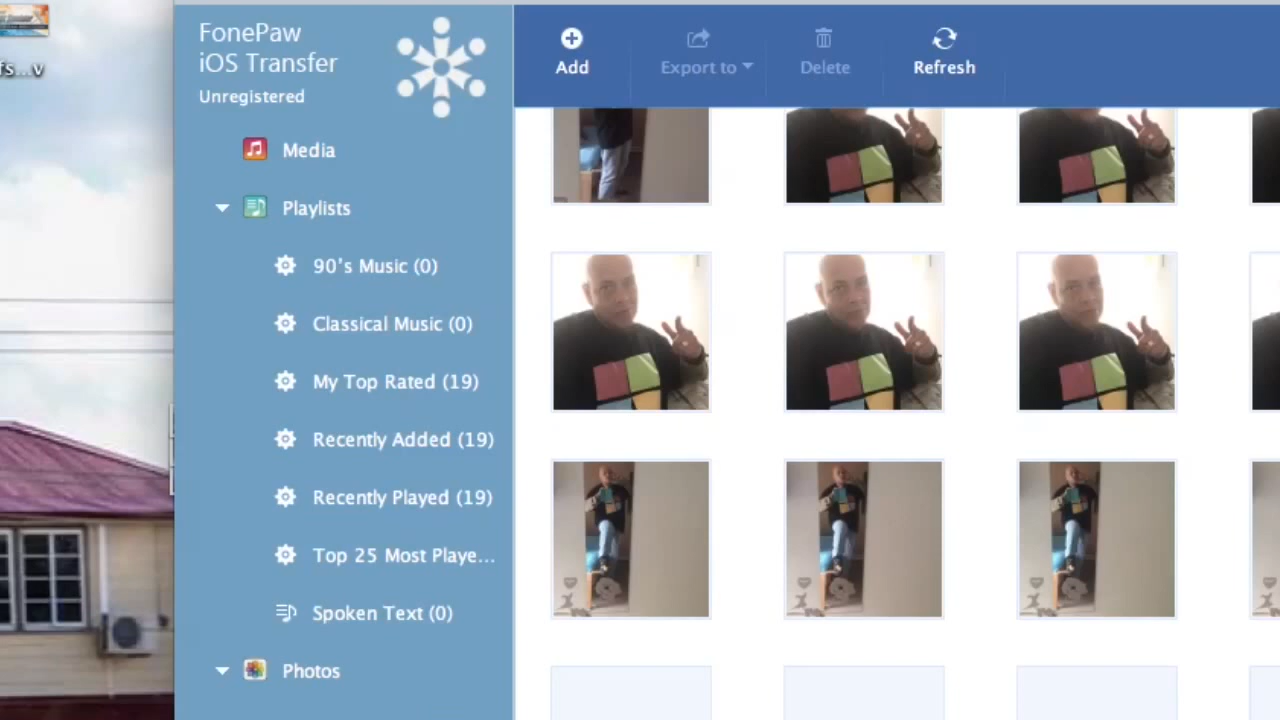 fs...v
FonePaw
iOS Transfer
Unregistered
Add
Export to
Delete
Refresh
Media
Playlists
90's Music (0)
Classical Music (0)
My Top Rated (19)
Recently Added (19)
Recently Played (19)
Top 25 Most Playe...
Spoken Text (0)
Photos